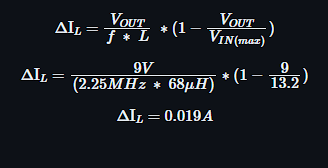 ΔI_L = V_OUT / (f * L) * (1 − V_OUT / V_IN(max))
ΔI_L = 9V / (2.25MHz * 68μH) * (1 − 9 / 13.2)
ΔI_L = 0.019A